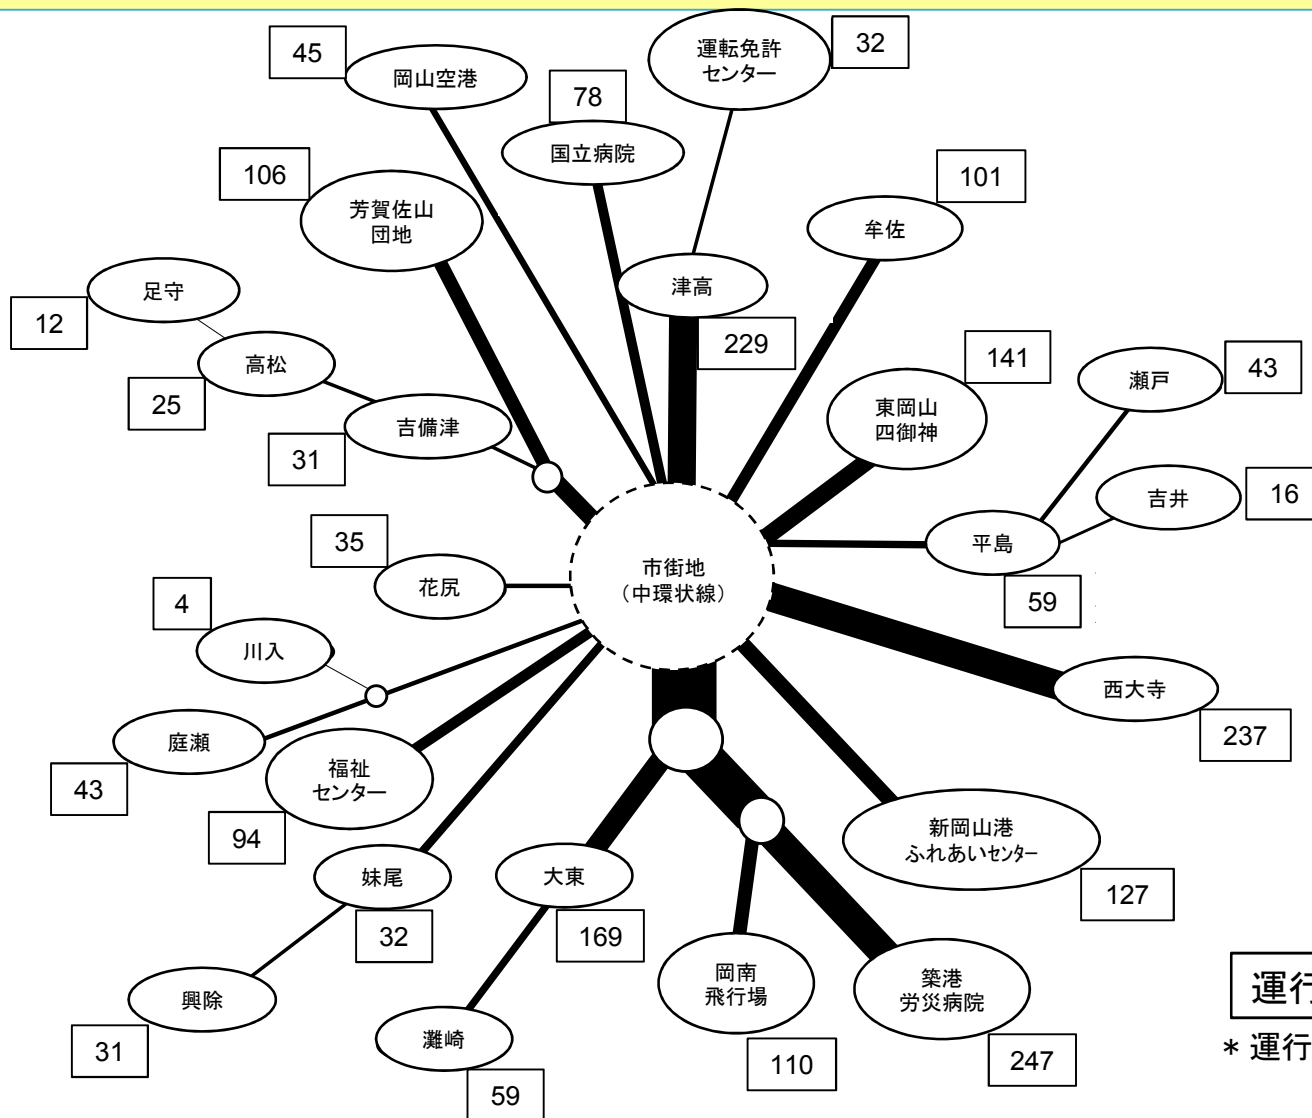 45
岡山空港
運転免許
センター
32
78
国立病院
106
芳賀佐山
団地
101
牟佐
足守
12
津高
229
高松
25
141
東岡山
四御神
瀬戸
43
吉備津
31
吉井
16
35
花尻
市街地
（中環状線）
平島
59
4
川入
西大寺
237
庭瀬
43
福祉
センター
94
新岡山港
ふれあいセンター
127
妹尾
32
大東
169
岡南
飛行場
110
築港
労災病院
247
興除
31
灘崎
59
運行
＊運行